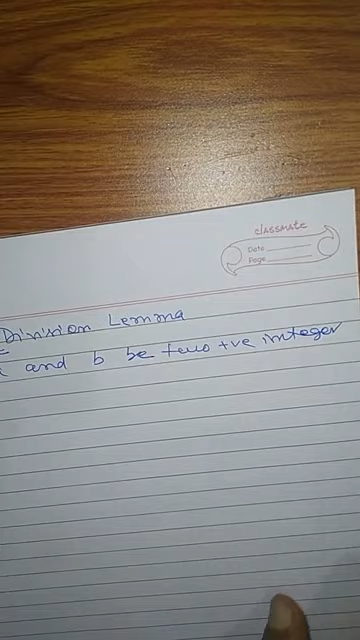 classmate
Date
Page
Division Lemma
and b be two +ve integer